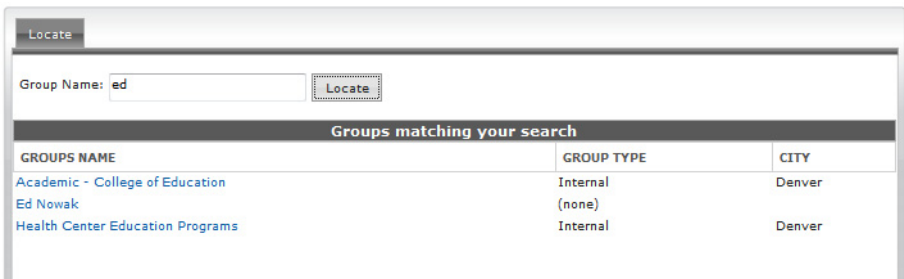 Locate
Group Name: ed Locate
Groups matching your search
GROUPS NAME GROUP TYPE CITY
Academic - College of Education Internal Denver
Ed Nowak (none)
Health Center Education Programs Internal Denver